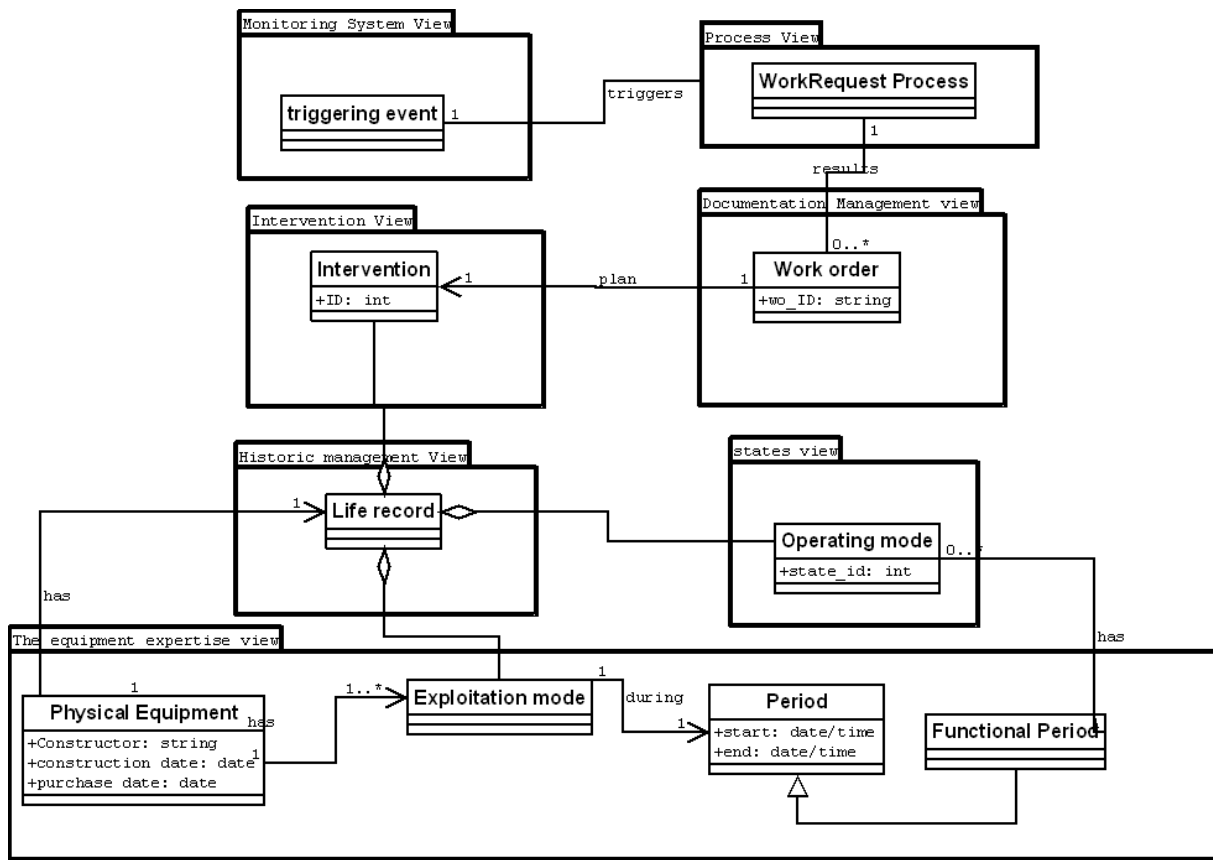 Monitoring System View
triggering event
1
triggers
Process View
WorkRequest Process
1
results
Intervention View
Intervention
+ID: int
1
plan
Documentation Management view
0..*
Work order
+wo_ID: string
1
Historic management View
1
Life record
has
states view
Operating mode
+state_id: int
0..*
has
The equipment expertise view
1
Physical Equipment
+Constructor: string
+construction date: date
+purchase date: date
has
1
1..*
Exploitation mode
1
during
1
Period
+start: date/time
+end: date/time
Functional Period
1